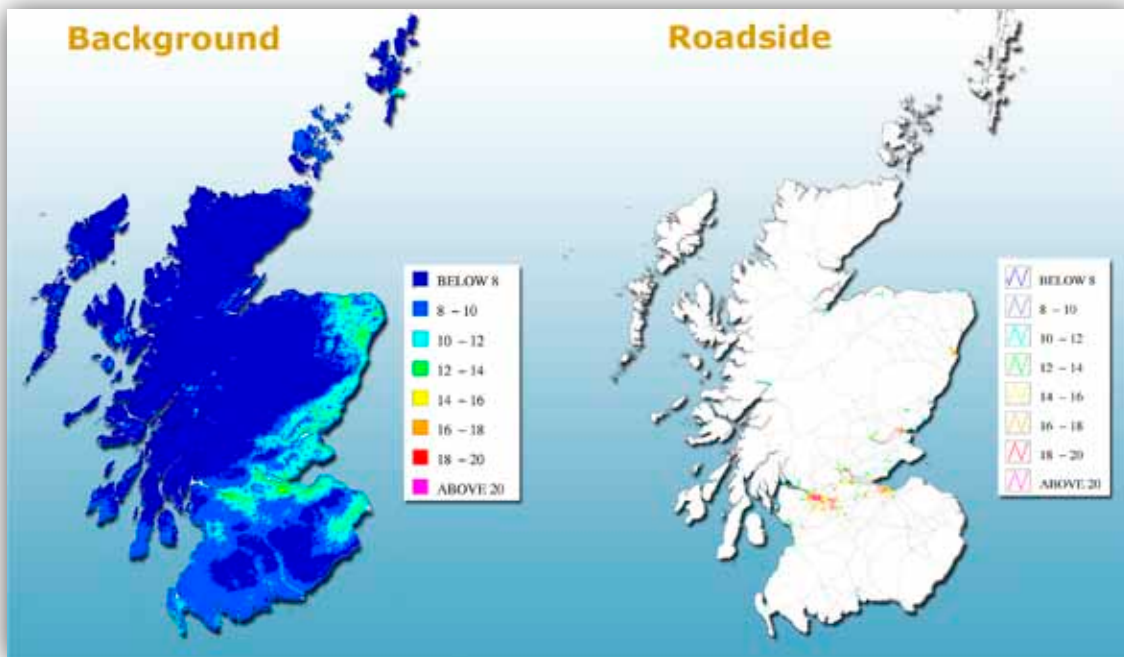 Background
Roadside
BELOW 8
8 – 10
10 – 12
12 – 14
14 – 16
16 – 18
18 – 20
ABOVE 20
BELOW 8
8 – 10
10 – 12
12 – 14
14 – 16
16 – 18
18 – 20
ABOVE 20